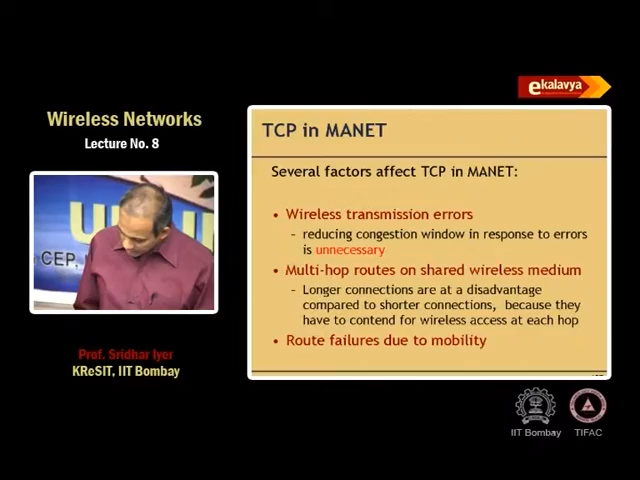 ekalavya
Wireless Networks
Lecture No. 8
TCP in MANET
Several factors affect TCP in MANET:
• Wireless transmission errors
– reducing congestion window in response to errors
is unnecessary
• Multi-hop routes on shared wireless medium
– Longer connections are at a disadvantage
compared to shorter connections, because they
have to contend for wireless access at each hop
• Route failures due to mobility
CEP,
Prof. Sridhar Iyer
KReSIT, IIT Bombay
IIT Bombay
TIFAC